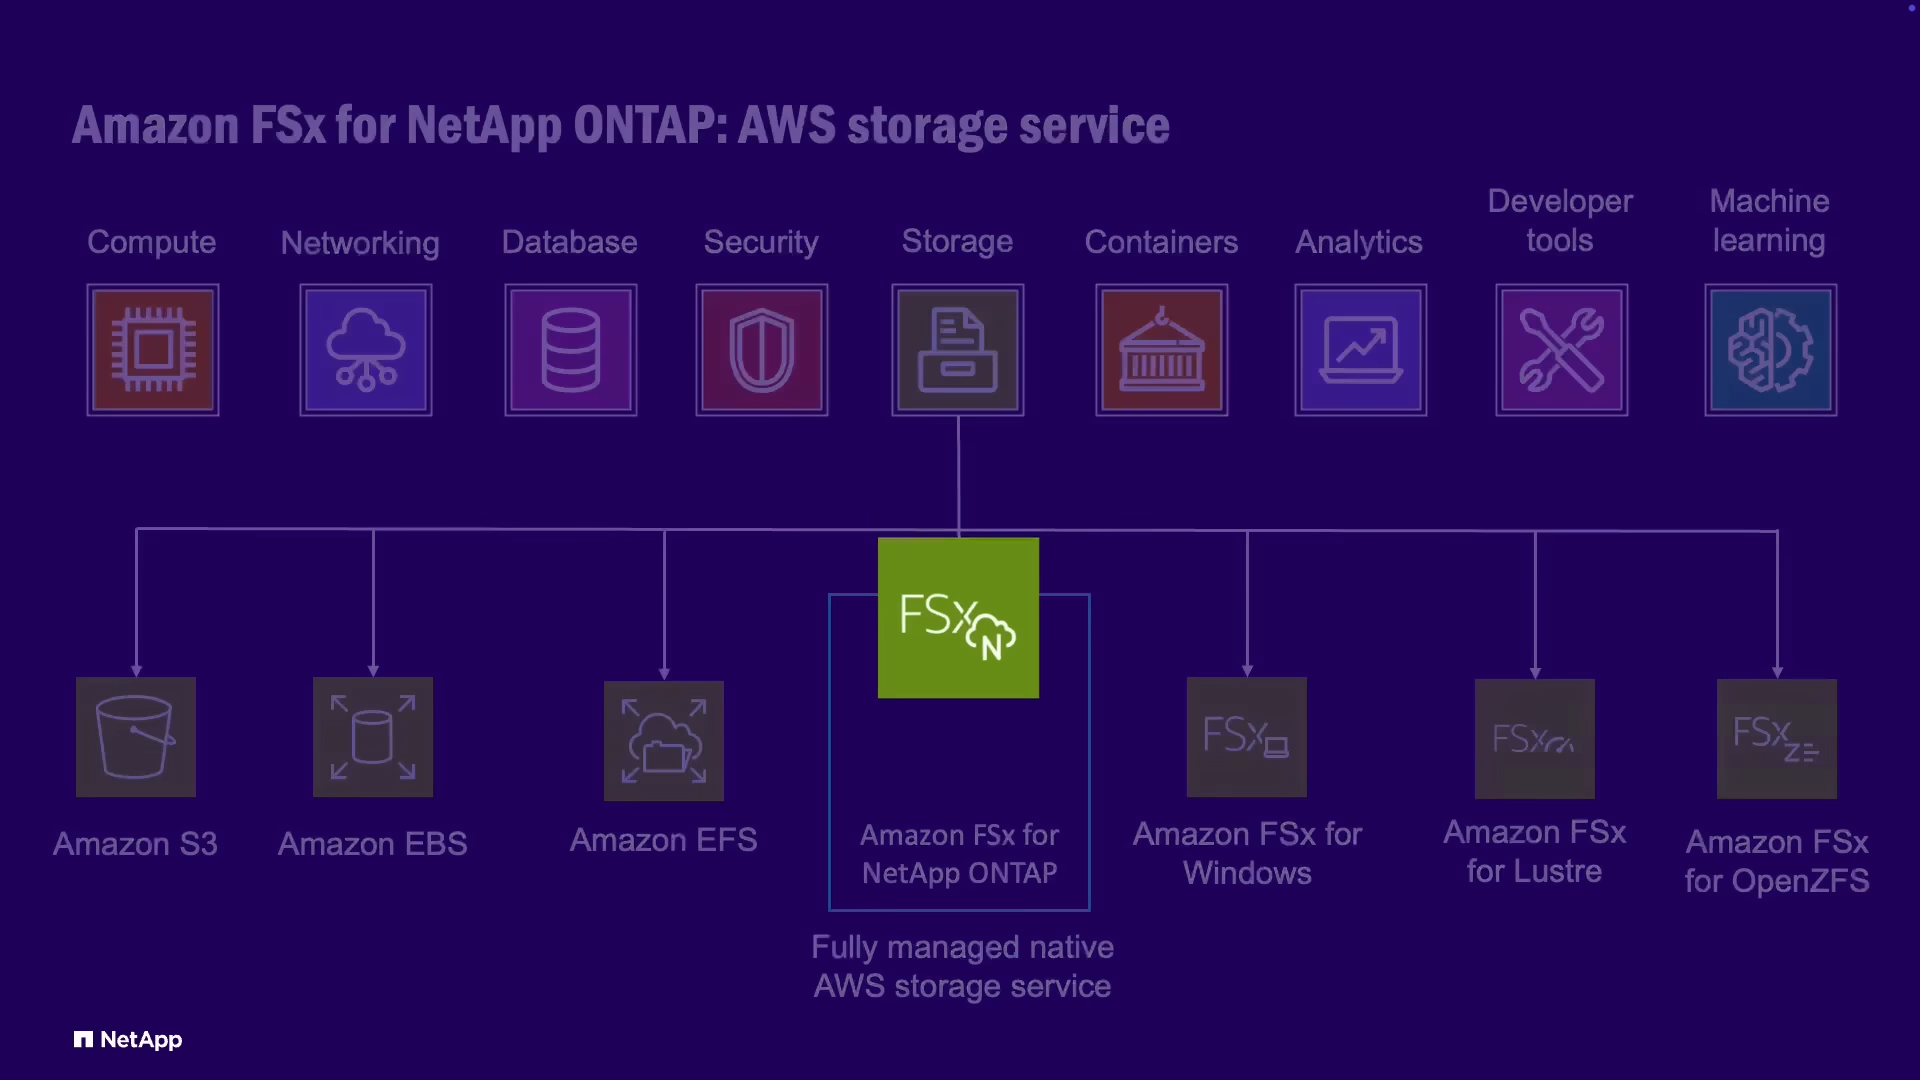 Amazon FSx for NetApp ONTAP: AWS storage service
Compute
Networking
Database
Security
Storage
Containers
Analytics
Developer
tools
Machine
learning
FSx N
FSx
FSx
FSx Z
Amazon S3
Amazon EBS
Amazon EFS
Amazon FSx for
NetApp ONTAP
Amazon FSx for
Windows
Amazon FSx
for Lustre
Amazon FSx
for OpenZFS
Fully managed native
AWS storage service
NetApp